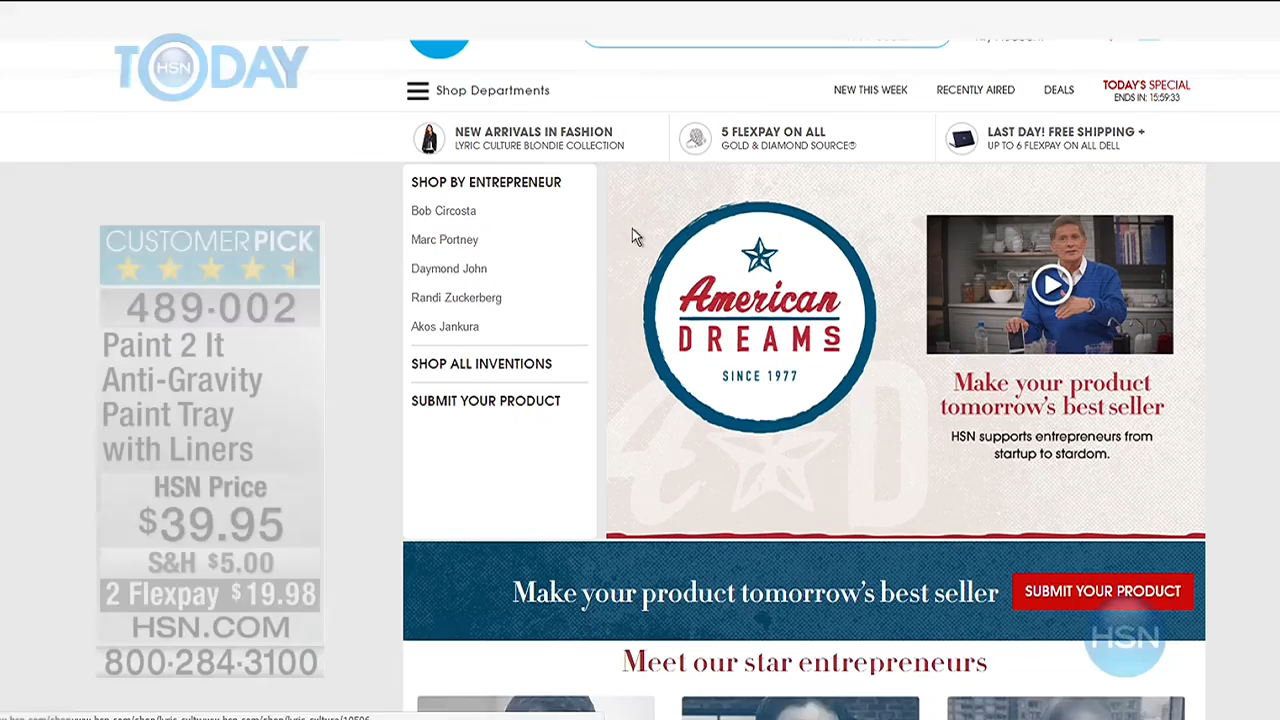 TODAY
HSN
Shop Departments
NEW THIS WEEK
RECENTLY AIRED
DEALS
TODAY'S SPECIAL
ENDS IN: 15:59:33
NEW ARRIVALS IN FASHION
LYRIC CULTURE BLONDIE COLLECTION
5 FLEXPAY ON ALL
GOLD & DIAMOND SOURCE®
LAST DAY! FREE SHIPPING +
UP TO 6 FLEXPAY ON ALL DELL
CUSTOMER PICK
489-002
Paint 2 It
Anti-Gravity
Paint Tray
with Liners
HSN Price
$39.95
S&H $5.00
2 Flexpay $19.98
HSN.COM
800-284-3100
SHOP BY ENTREPRENEUR
Bob Circosta
Marc Portney
Daymond John
Randi Zuckerberg
Akos Jankura
SHOP ALL INVENTIONS
SUBMIT YOUR PRODUCT
American
DREAMS
SINCE 1977
Make your product
tomorrow's best seller
HSN supports entrepreneurs from
startup to stardom.
Make your product tomorrow's best seller
SUBMIT YOUR PRODUCT
HSN
Meet our star entrepreneurs